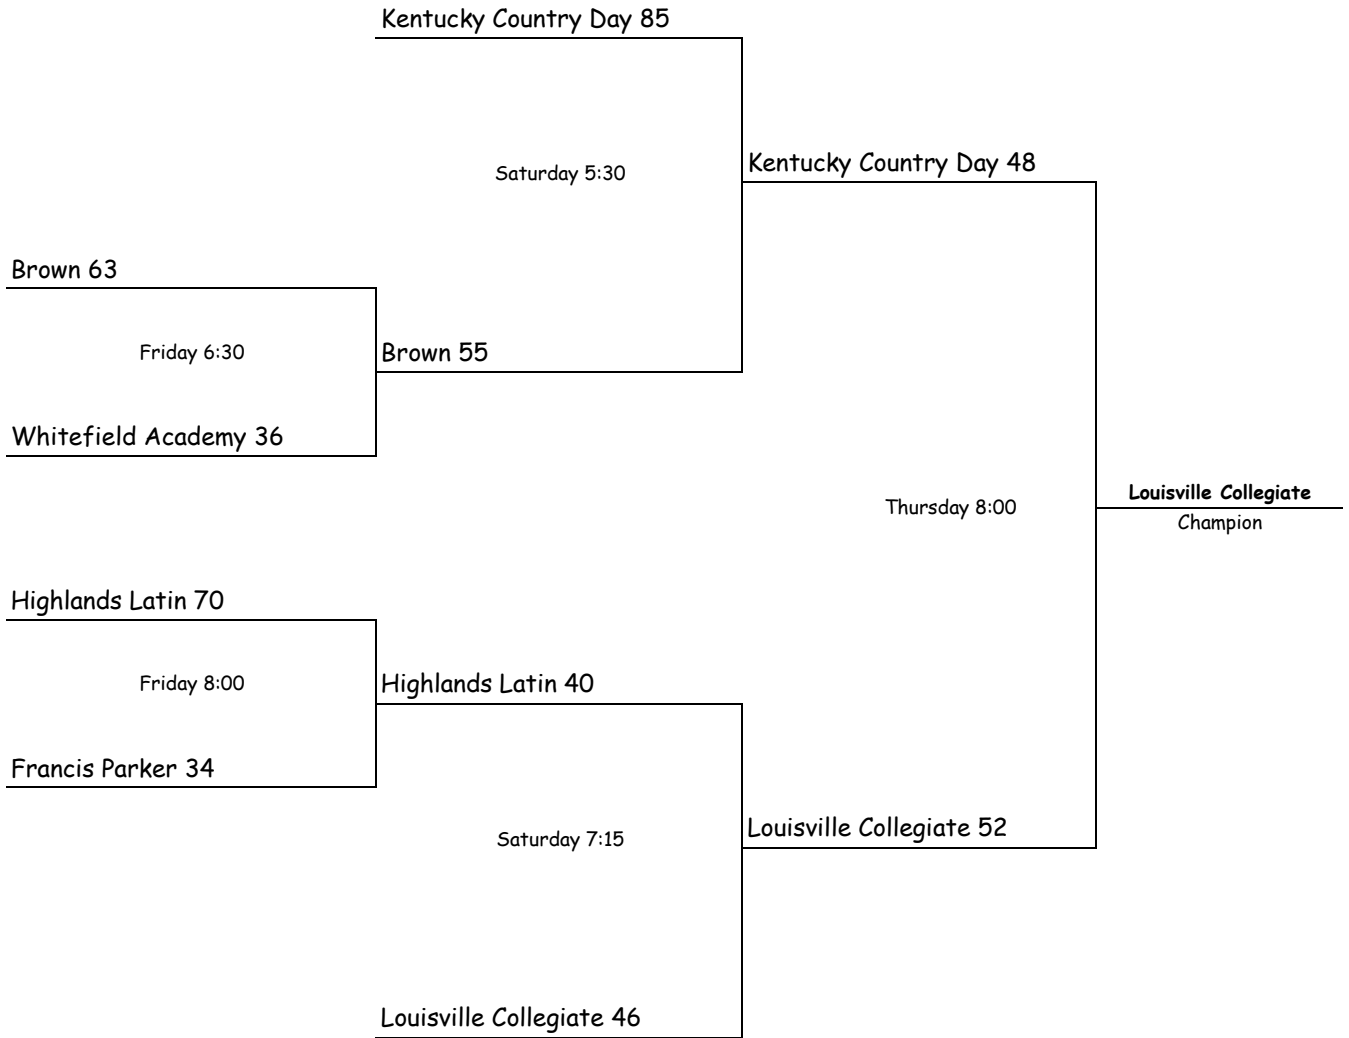 Kentucky Country Day 85
Saturday 5:30
Kentucky Country Day 48
Brown 63
Friday 6:30
Brown 55
Whitefield Academy 36
Louisville Collegiate
Thursday 8:00
Champion
Highlands Latin 70
Friday 8:00
Highlands Latin 40
Francis Parker 34
Louisville Collegiate 52
Saturday 7:15
Louisville Collegiate 46